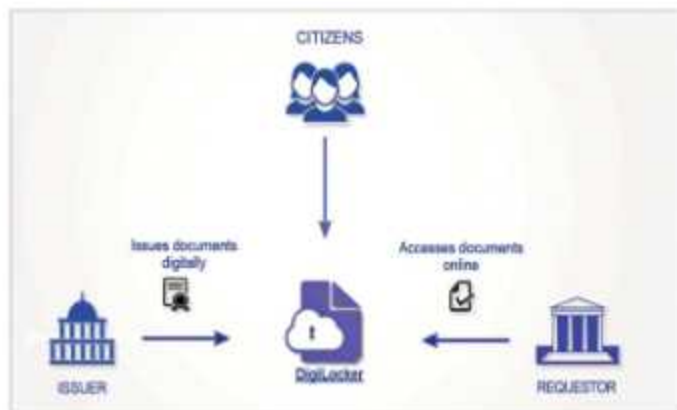 CITIZENS
Issues documents
digitally
Accesses documents
online
ISSUER
DigiLocker
REQUESTOR